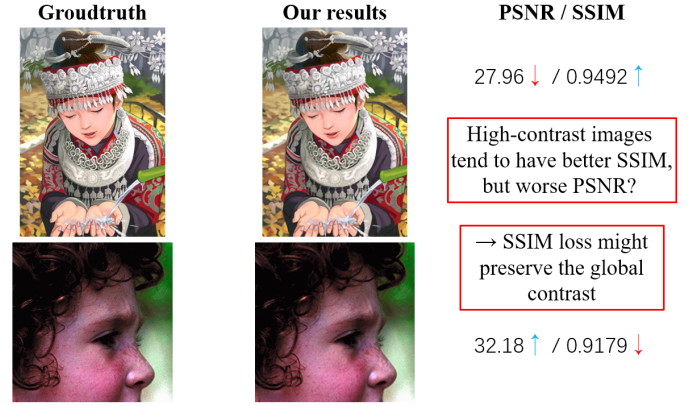 Groudtruth
Our results
PSNR / SSIM
27.96 ↓ / 0.9492 ↑
High-contrast images
tend to have better SSIM,
but worse PSNR?
→ SSIM loss might
preserve the global
contrast
32.18 ↑ / 0.9179 ↓